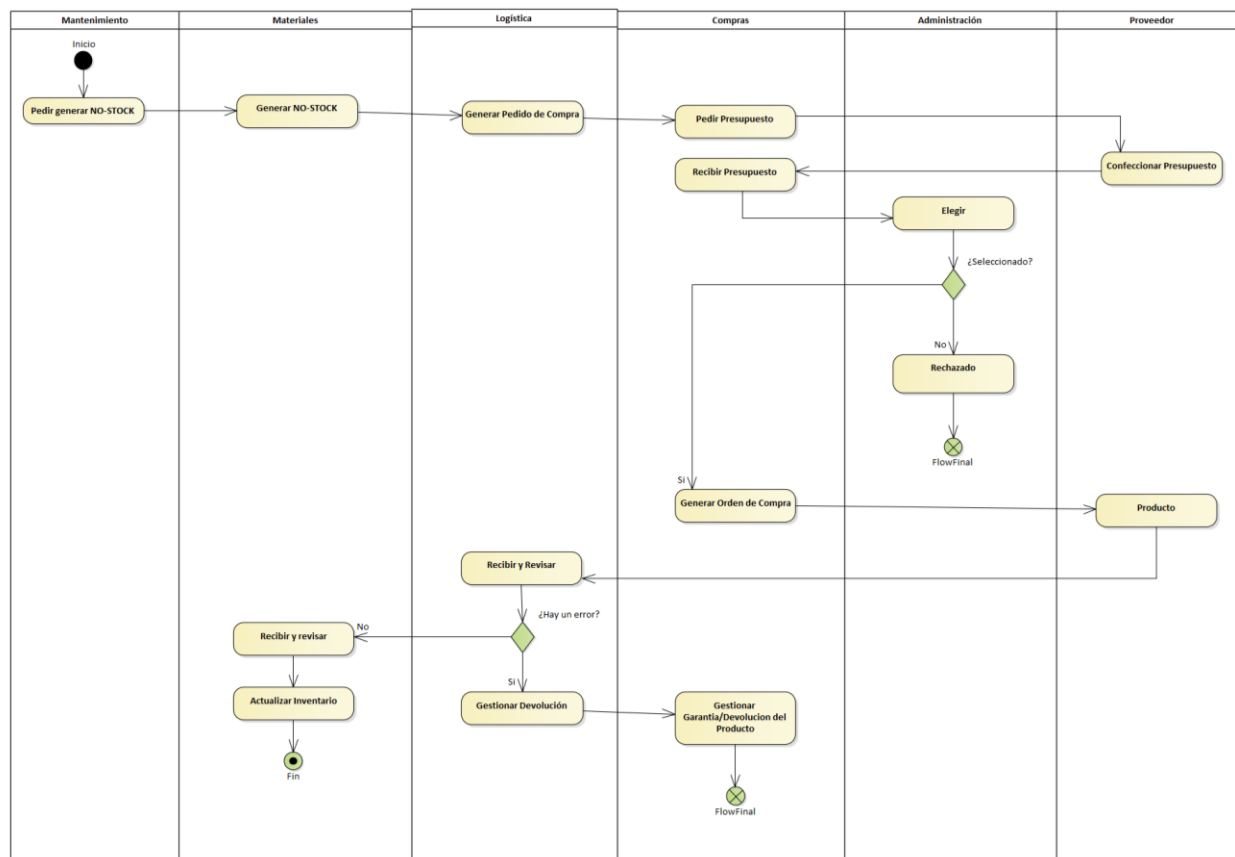 Mantenimiento
Materiales
Logística
Compras
Administración
Proveedor
Inicio
Pedir generar NO-STOCK
Generar NO-STOCK
Generar Pedido de Compra
Pedir Presupuesto
Confeccionar Presupuesto
Recibir Presupuesto
Elegir
¿Seleccionado?
No
Rechazado
FlowFinal
Si
Generar Orden de Compra
Producto
Recibir y Revisar
¿Hay un error?
No
Recibir y revisar
Si
Actualizar Inventario
Gestionar Devolución
Gestionar
Garantia/Devolucion del
Producto
Fin
FlowFinal